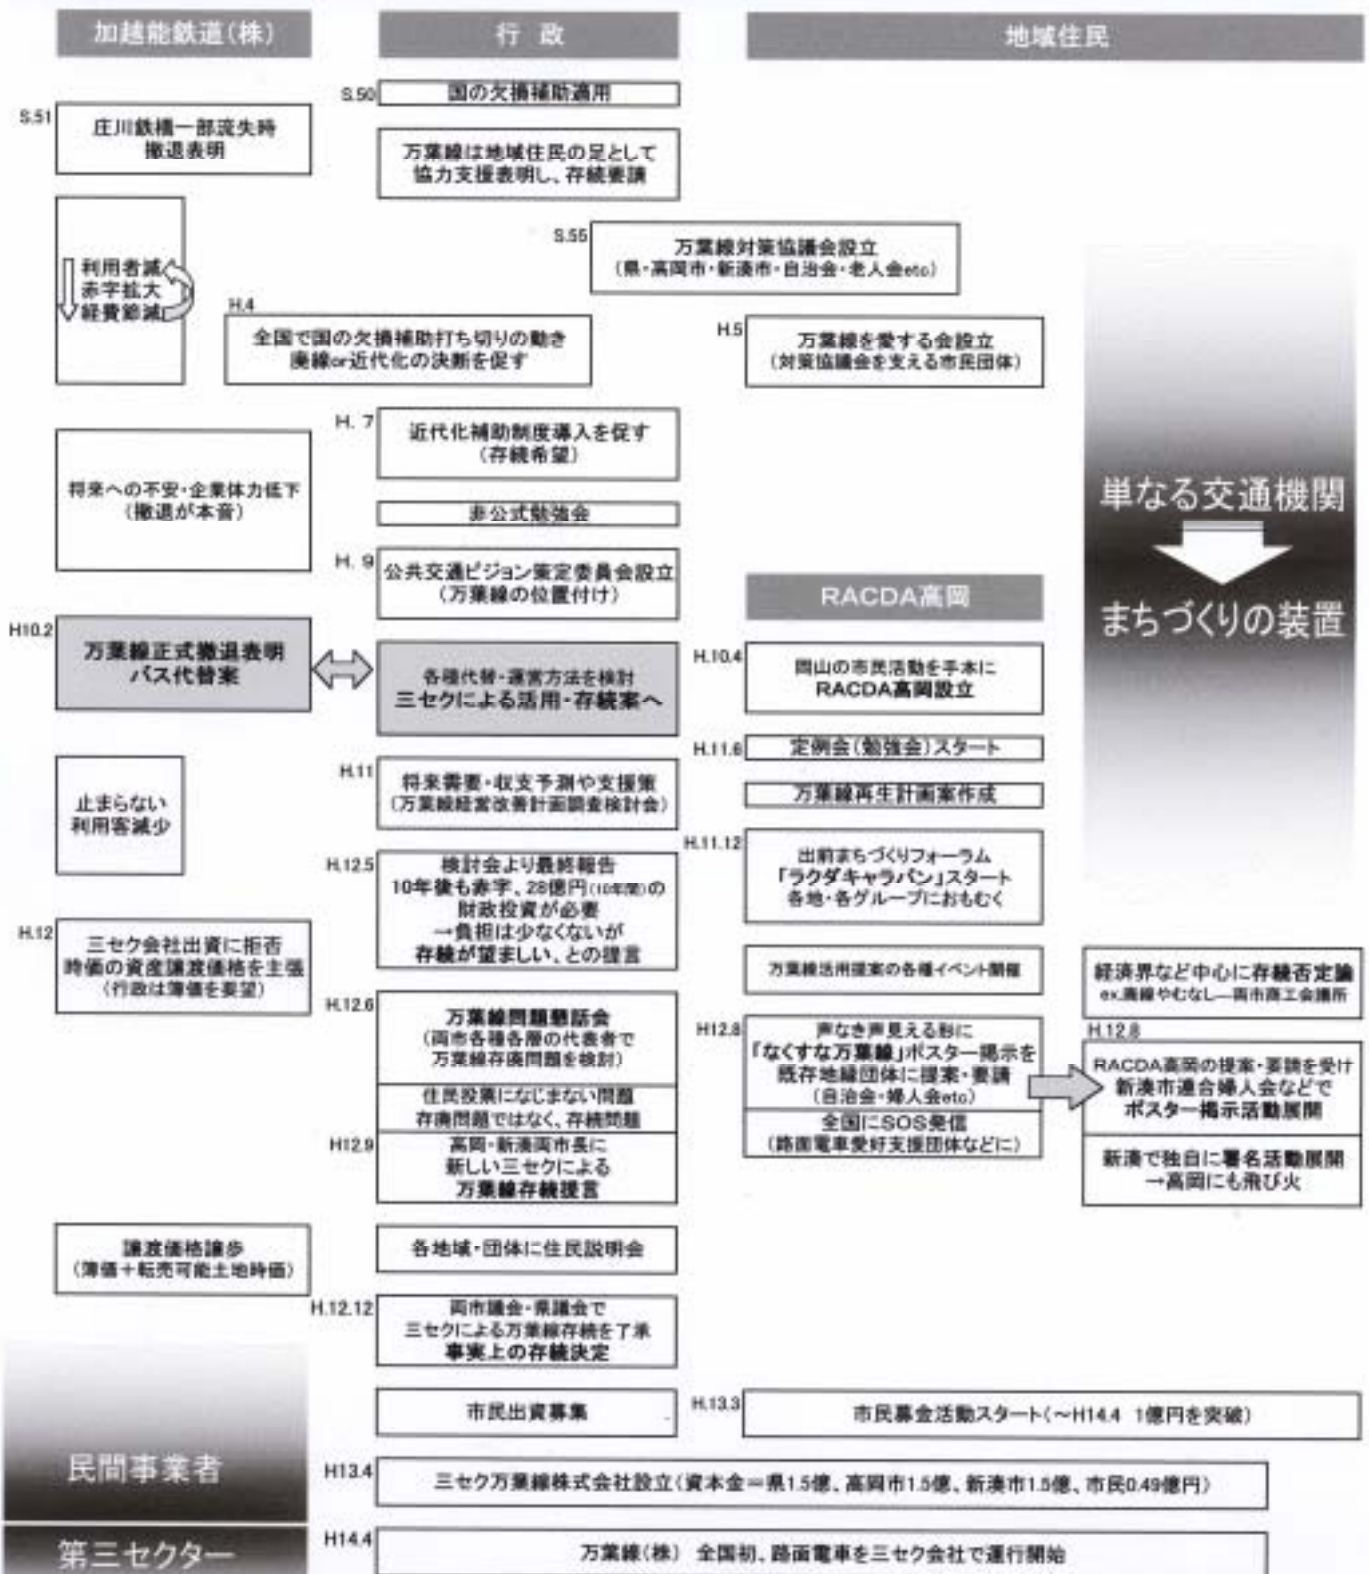 加越能鉄道(株)
行 政
地域住民
S.50
国の欠損補助適用
S.51
庄川鉄橋一部流失時
撤退表明
万葉線は地域住民の足として
協力支援表明し、存続要請
S.55
万葉線対策協議会設立
(県・高岡市・新湊市・自治会・老人会etc)
利用者減
赤字拡大
経費節減
H.4
全国で国の欠損補助打ち切りの動き
廃線or近代化の決断を促す
H.5
万葉線を愛する会設立
(対策協議会を支える市民団体)
H. 7
近代化補助制度導入を促す
(存続希望)
将来への不安・企業体力低下
(撤退が本音)
非公式勉強会
単なる交通機関
まちづくりの装置
H. 9
公共交通ビジョン策定委員会設立
(万葉線の位置付け)
RACDA高岡
H10.2
万葉線正式撤退表明
バス代替案
各種代替・運営方法を検討
三セクによる活用・存続案へ
H.10.4
岡山の市民活動を手本に
RACDA高岡設立
H.11.6
定例会(勉強会)スタート
止まらない
利用客減少
H.11
将来需要・収支予測や支援策
(万葉線経営改善計画調査検討会)
万葉線再生計画案作成
H.11.12
出前まちづくりフォーラム
「ラクダキャラバン」スタート
各地・各グループにおもむく
H.12.5
検討会より最終報告
10年後も赤字、28億円(10年間)の
財政投資が必要
→負担は少なくないが
存続が望ましい、との提言
H.12
三セク会社出資に拒否
時価の資産譲渡価格を主張
(行政は簿価を要望)
万葉線活用提案の各種イベント開催
経済界など中心に存続否定論
ex.廃線やむなし—両市商工会議所
H.12.6
万葉線問題懇話会
(両市各種各層の代表者で
万葉線存廃問題を検討)
住民投票になじまない問題
存廃問題ではなく、存続問題
H12.8
声なき声見える形に
「なくすな万葉線」ポスター掲示を
既存地縁団体に提案・要請
(自治会・婦人会etc)
全国にSOS発信
(路面電車愛好支援団体などに)
H.12.8
RACDA高岡の提案・要請を受け
新湊市連合婦人会などで
ポスター掲示活動展開
新湊で独自に署名活動展開
→高岡にも飛び火
H12.9
高岡・新湊両市長に
新しい三セクによる
万葉線存続提言
譲渡価格譲歩
(簿価+転売可能土地時価)
各地域・団体に住民説明会
H.12.12
両市議会・県議会で
三セクによる万葉線存続を了承
事実上の存続決定
市民出資募集
H.13.3
市民募金活動スタート(~H14.4 1億円を突破)
民間事業者
H13.4
三セク万葉線株式会社設立(資本金=県1.5億、高岡市1.5億、新湊市1.5億、市民0.49億円)
第三セクター
H14.4
万葉線(株) 全国初、路面電車を三セク会社で運行開始